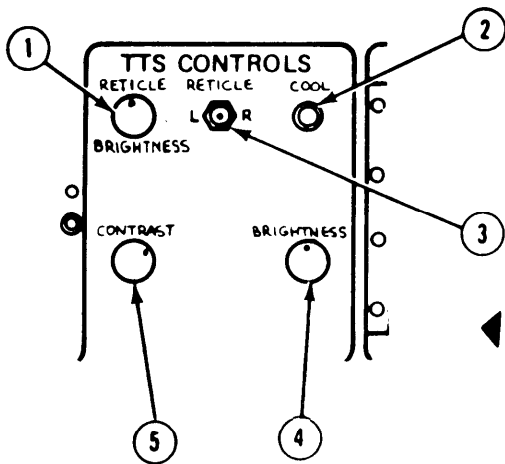 1
2
TTS CONTROLS
RETICLE RETICLE COOL
L R
BRIGHTNESS
3
CONTRAST BRIGHTNESS
5 4